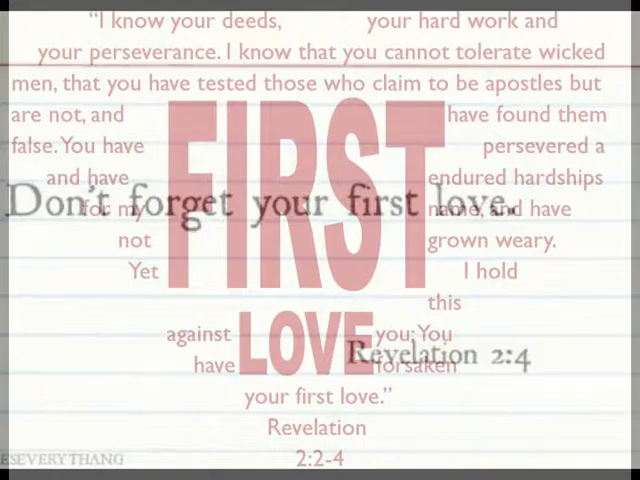 “I know your deeds, your hard work and
your perseverance. I know that you cannot tolerate wicked
men, that you have tested those who claim to be apostles but
are not, and have found them
false. You have persevered a
and have endured hardships
for my name, and have
not grown weary.
Yet I hold
this
against you: You
have forsaken
your first love.”
Revelation
2:2-4
FIRST
LOVE
Don't forget your first love.
Revelation 2:4
ESEVERYTHANG